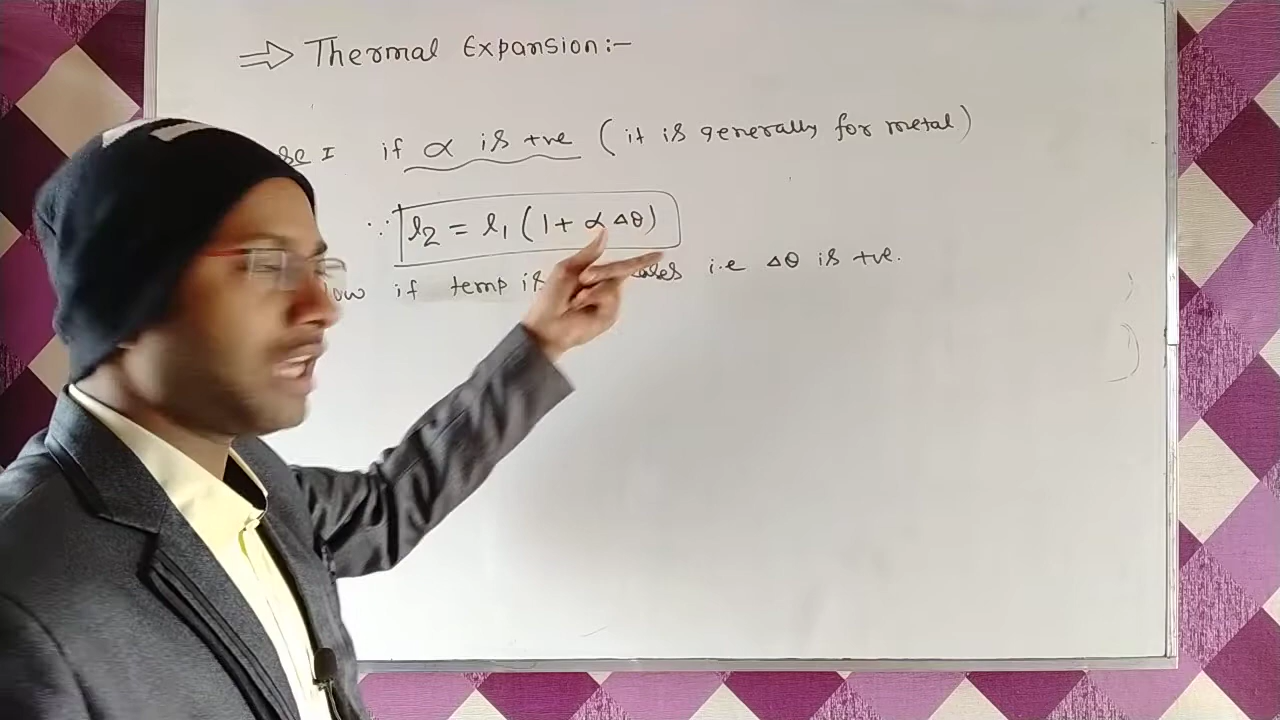 ⇒ Thermal Expansion :-
I if α is +ve (it is generally for metal)
∵ l₂ = l₁ (1 + α Δθ)
if temp is i.e Δθ is +ve.